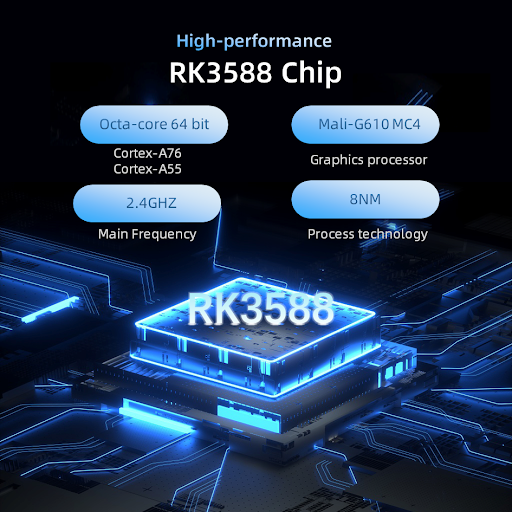 High-performance
RK3588 Chip
Octa-core 64 bit
Cortex-A76
Cortex-A55
Mali-G610 MC4
Graphics processor
2.4GHZ
Main Frequency
8NM
Process technology
RK3588